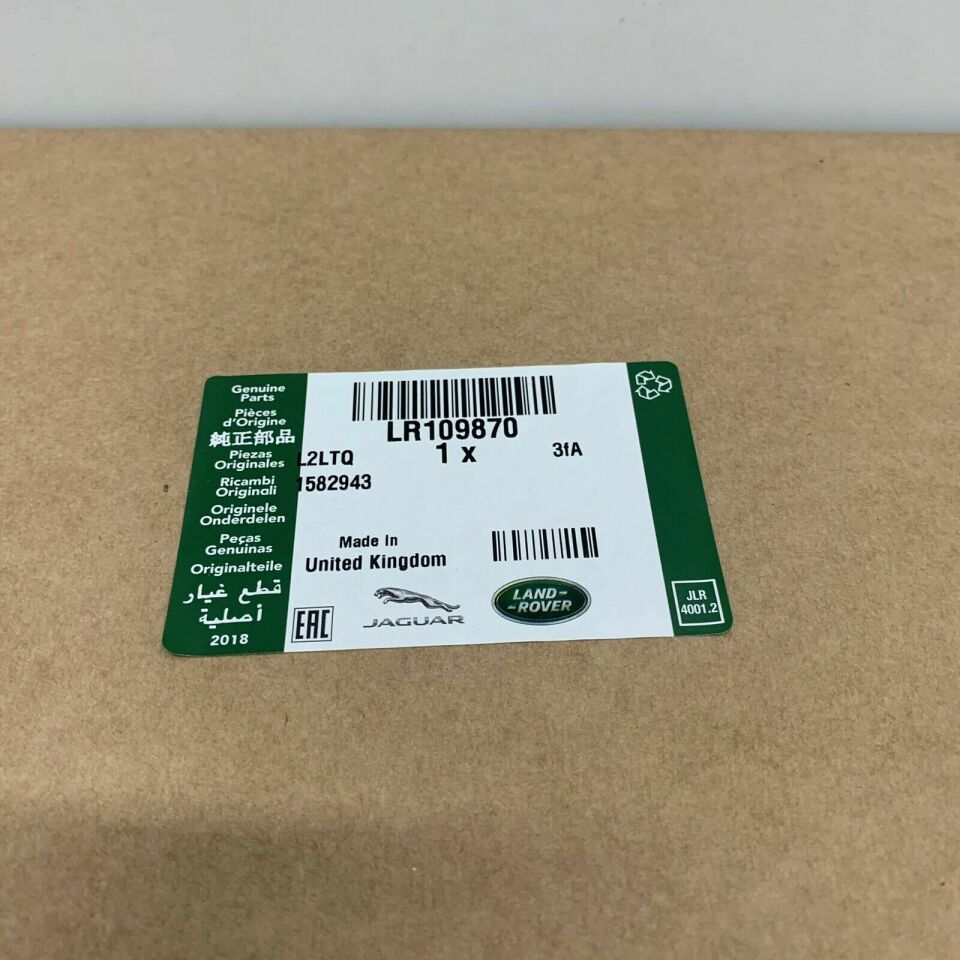 Genuine
Parts
Pièces
d'Origine
純正部品
Piezas
Originales
Ricambi
Originali
Originele
Onderdelen
Peças
Genuinas
Originalteile
قطع غيار
أصلية
2018
LR109870
L2LTQ
1 x
3fA
1582943
Made In
United Kingdom
EAC
JAGUAR
LAND-
ROVER
JLR
4001.2